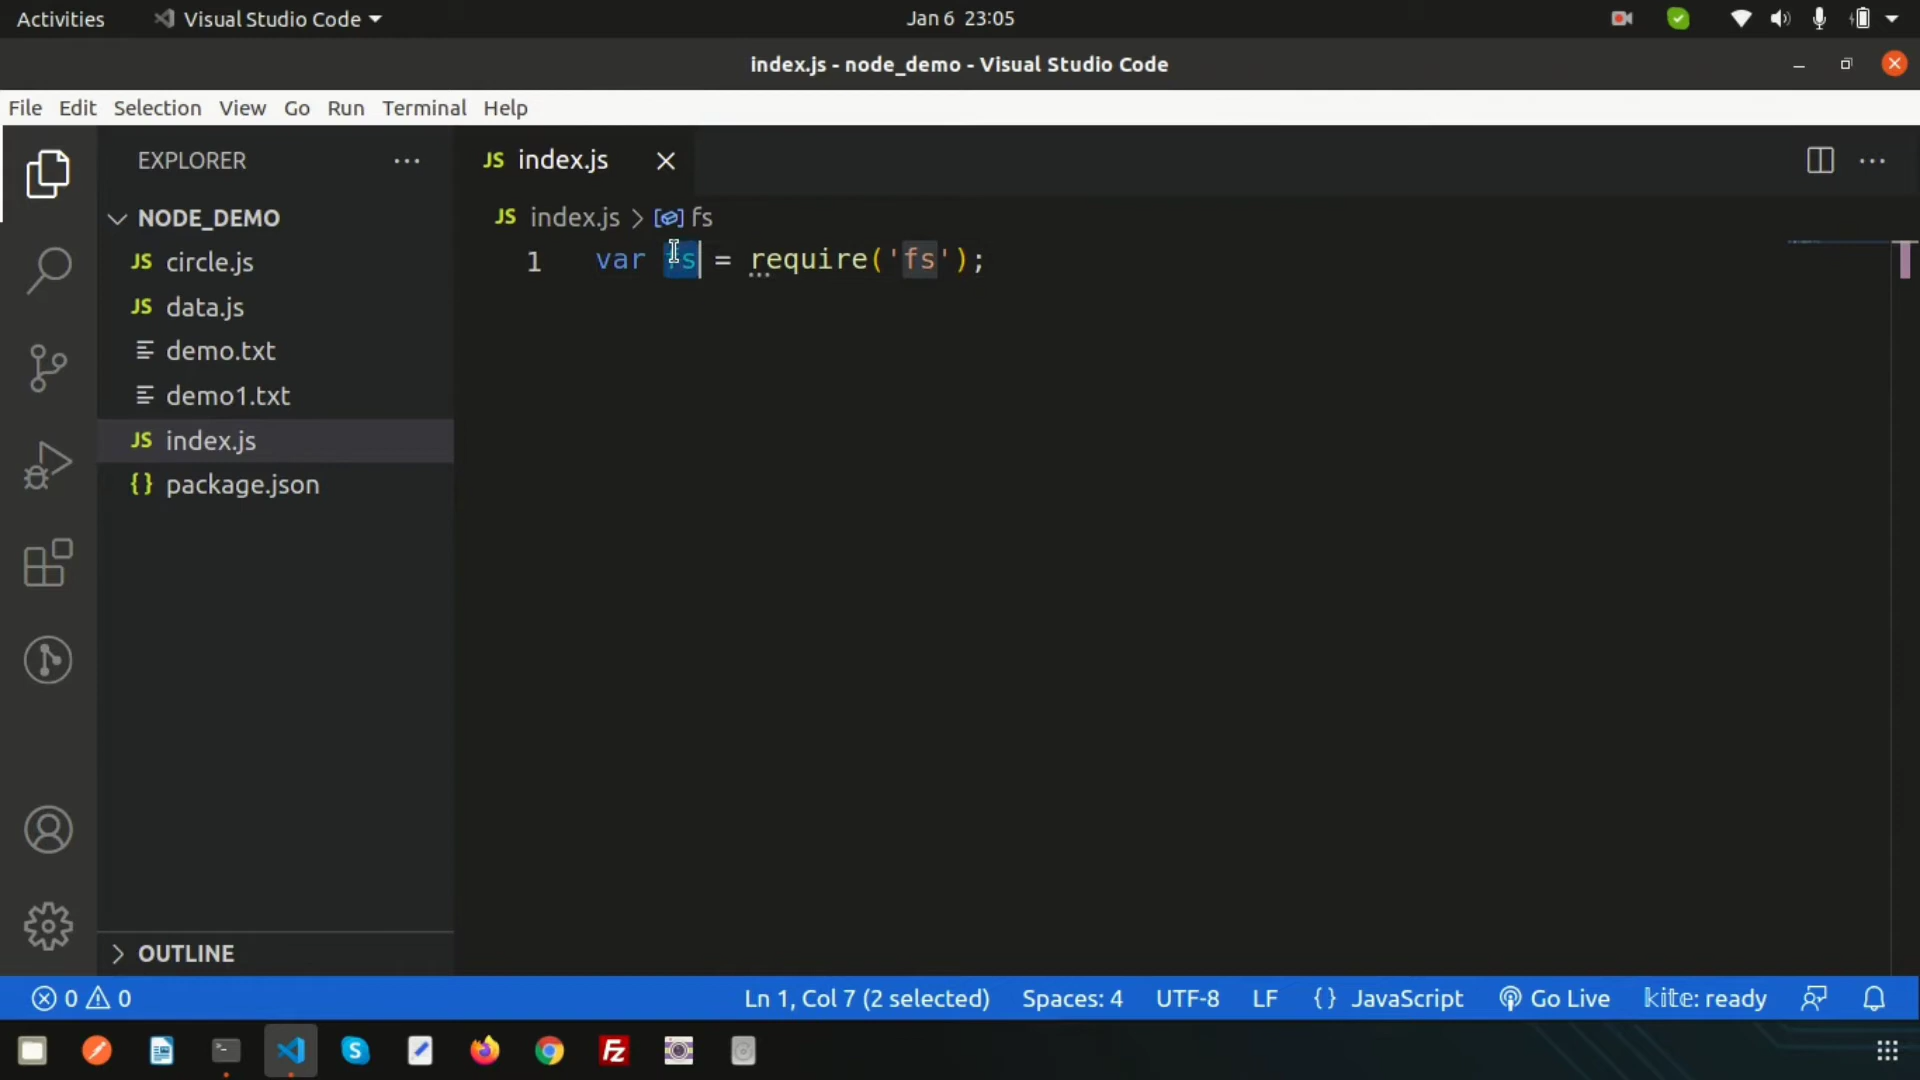 Activities Visual Studio Code Jan 6 23:05
index.js - node_demo - Visual Studio Code
File Edit Selection View Go Run Terminal Help
EXPLORER
NODE_DEMO
JS circle.js
JS data.js
demo.txt
demo1.txt
JS index.js
{} package.json
OUTLINE
JS index.js
JS index.js > fs
1 var fs = require('fs');
0 0 Ln 1, Col 7 (2 selected) Spaces: 4 UTF-8 LF {} JavaScript Go Live kite: ready